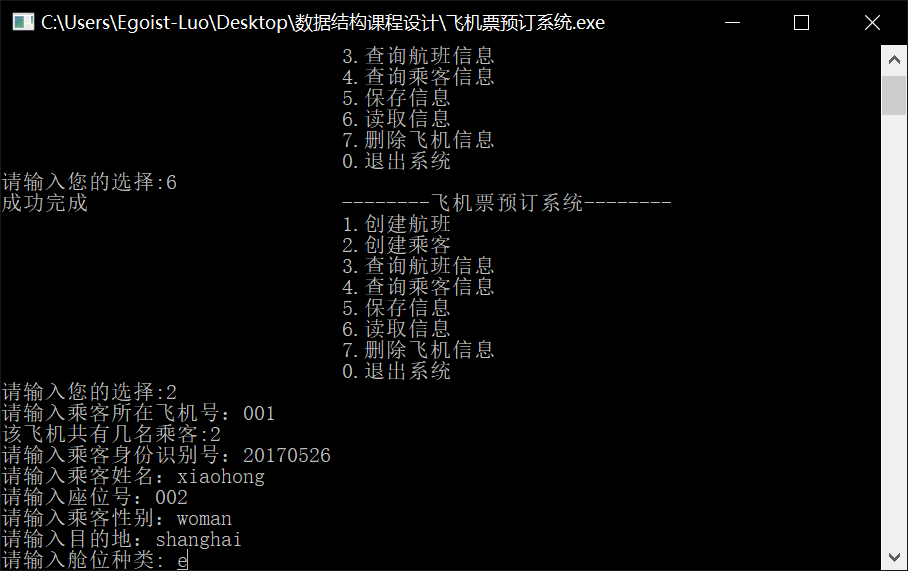 C:\Users\Egoist-Luo\Desktop\数据结构课程设计\飞机票预订系统.exe
3.查询航班信息
4.查询乘客信息
5.保存信息
6.读取信息
7.删除飞机信息
0.退出系统
请输入您的选择:6
成功完成 --------飞机票预订系统--------
1.创建航班
2.创建乘客
3.查询航班信息
4.查询乘客信息
5.保存信息
6.读取信息
7.删除飞机信息
0.退出系统
请输入您的选择:2
请输入乘客所在飞机号：001
该飞机共有几名乘客:2
请输入乘客身份识别号：20170526
请输入乘客姓名：xiaohong
请输入座位号：002
请输入乘客性别：woman
请输入目的地：shanghai
请输入舱位种类: e